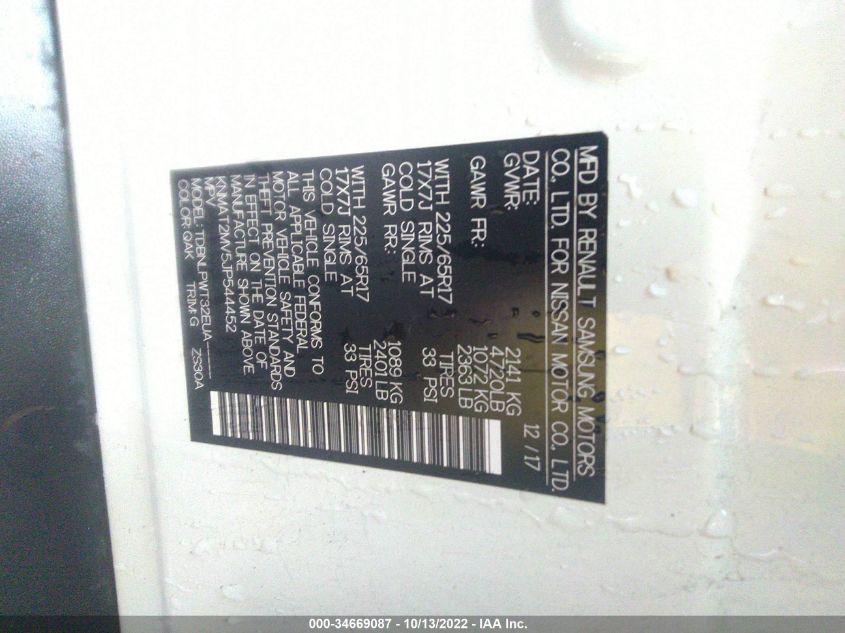 MFD BY RENAULT SAMSUNG MOTORS
CO., LTD. FOR NISSAN MOTOR CO., LTD.
DATE: 12 / 17
GVWR: 2141 KG
4720LB
GAWR FR: 1072 KG
2363 LB
WITH 225/65R17 TIRES
17X7J RIMS AT 33 PSI
COLD SINGLE
GAWR RR: 1089 KG
2401 LB
WITH 225/65R17 TIRES
17X7J RIMS AT 33 PSI
COLD SINGLE
THIS VEHICLE CONFORMS TO
ALL APPLICABLE FEDERAL
MOTOR VEHICLE SAFETY AND
THEFT PREVENTION STANDARDS
IN EFFECT ON THE DATE OF
MANUFACTURE SHOWN ABOVE
KNMAT2MV5JP544452
MPV
MODEL: TDBNLPWT32EUA-----
COLOR: QAK TRIM:G ZS30A
000-34669087 - 10/13/2022 - IAA Inc.